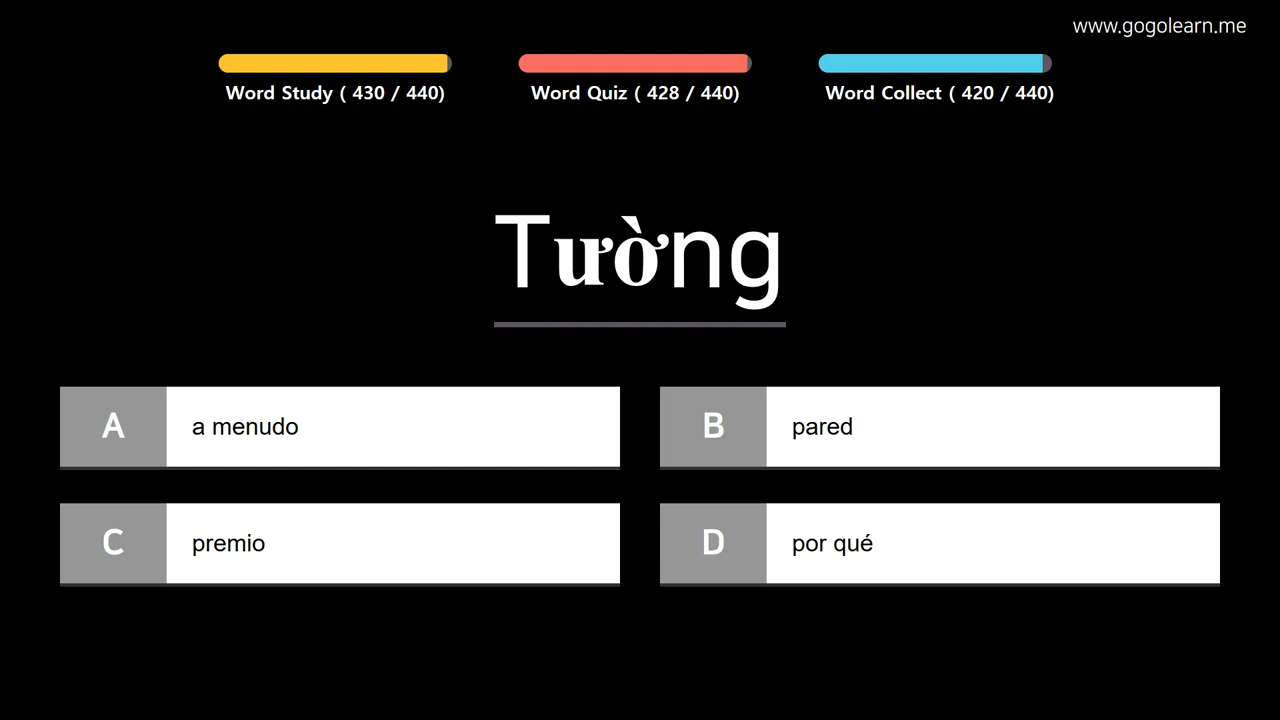 www.gogolearn.me
Word Study ( 430 / 440)
Word Quiz ( 428 / 440)
Word Collect ( 420 / 440)
Tường
A a menudo
B pared
C premio
D por qué